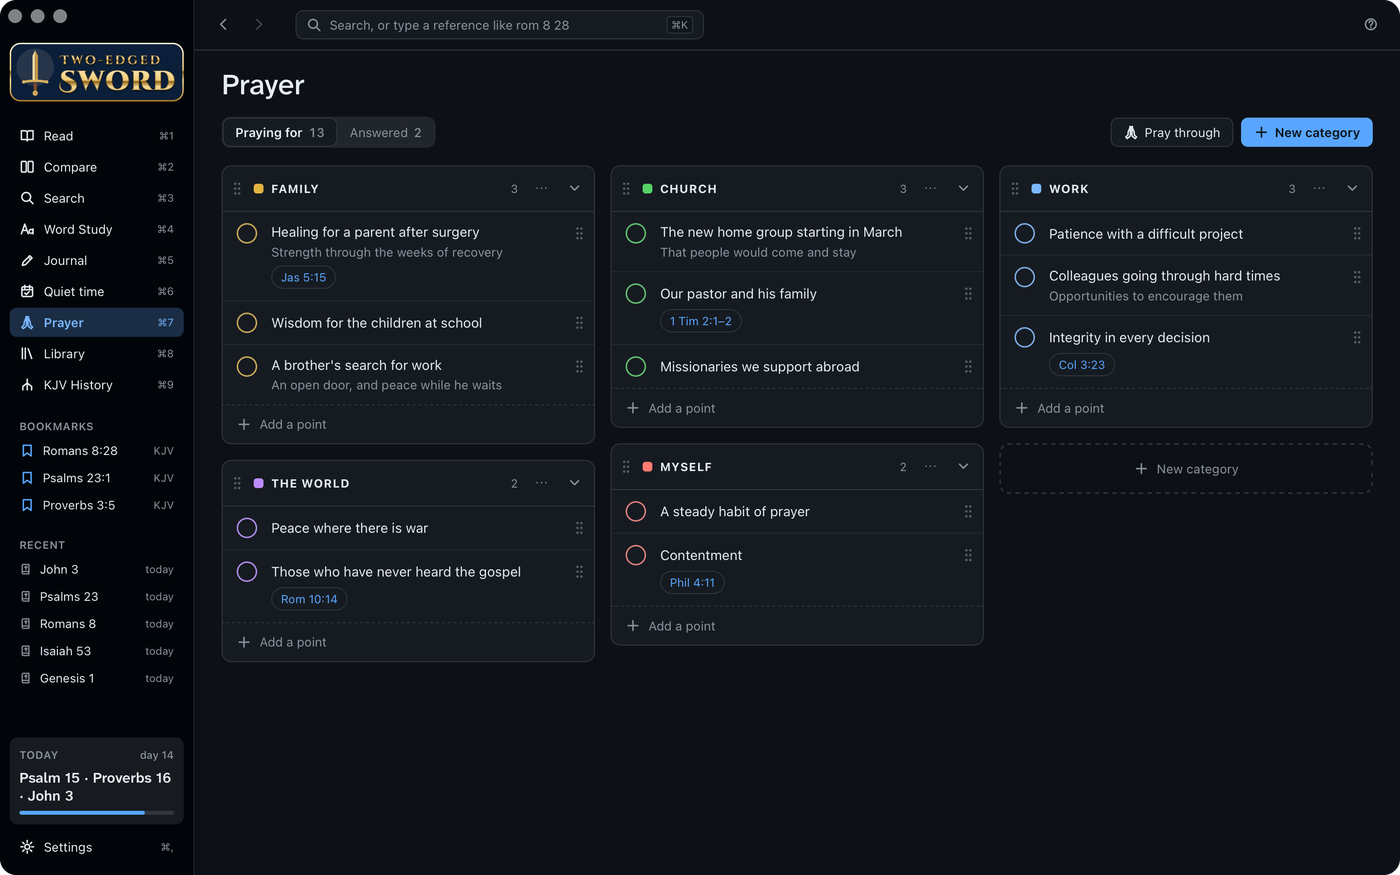 TWO-EDGED
SWORD
Read ⌘1
Compare ⌘2
Search ⌘3
Word Study ⌘4
Journal ⌘5
Quiet time ⌘6
Prayer ⌘7
Library ⌘8
KJV History ⌘9
BOOKMARKS
Romans 8:28 KJV
Psalms 23:1 KJV
Proverbs 3:5 KJV
RECENT
John 3 today
Psalms 23 today
Romans 8 today
Isaiah 53 today
Genesis 1 today
TODAY day 14
Psalm 15 · Proverbs 16
· John 3
Settings ⌘,
Search, or type a reference like rom 8 28 ⌘K
Prayer
Praying for 13 Answered 2
Pray through
New category
FAMILY 3
Healing for a parent after surgery
Strength through the weeks of recovery
Jas 5:15
Wisdom for the children at school
A brother's search for work
An open door, and peace while he waits
Add a point
THE WORLD 2
Peace where there is war
Those who have never heard the gospel
Rom 10:14
Add a point
CHURCH 3
The new home group starting in March
That people would come and stay
Our pastor and his family
1 Tim 2:1–2
Missionaries we support abroad
Add a point
MYSELF 2
A steady habit of prayer
Contentment
Phil 4:11
Add a point
WORK 3
Patience with a difficult project
Colleagues going through hard times
Opportunities to encourage them
Integrity in every decision
Col 3:23
Add a point
New category